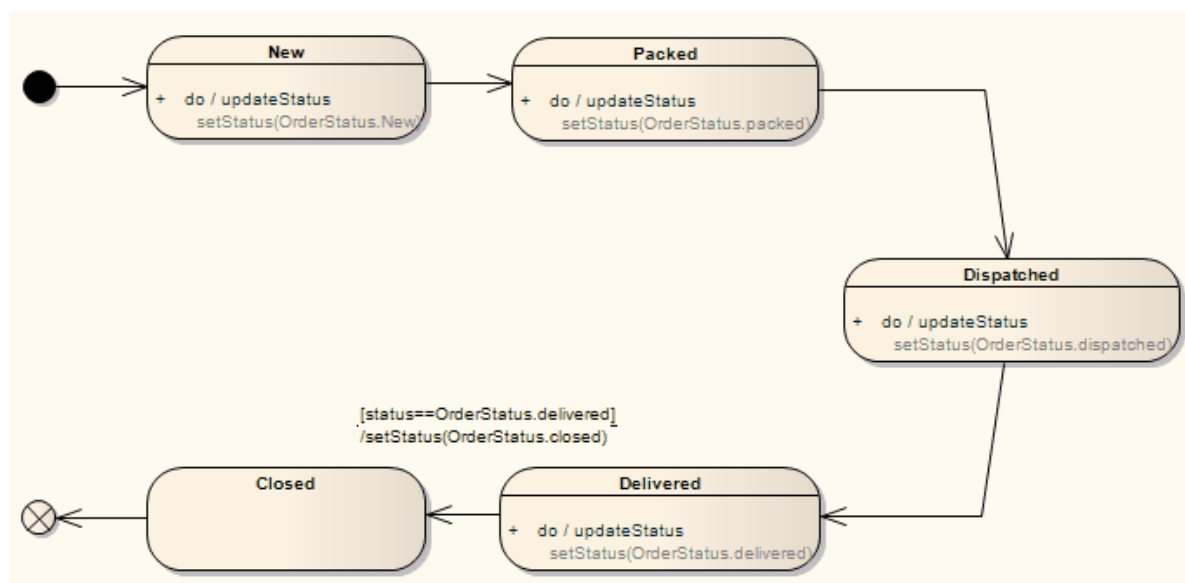 New
+ do / updateStatus
setStatus(OrderStatus.New)
Packed
+ do / updateStatus
setStatus(OrderStatus.packed)
Dispatched
+ do / updateStatus
setStatus(OrderStatus.dispatched)
[status==OrderStatus.delivered]
/setStatus(OrderStatus.closed)
Delivered
+ do / updateStatus
setStatus(OrderStatus.delivered)
Closed